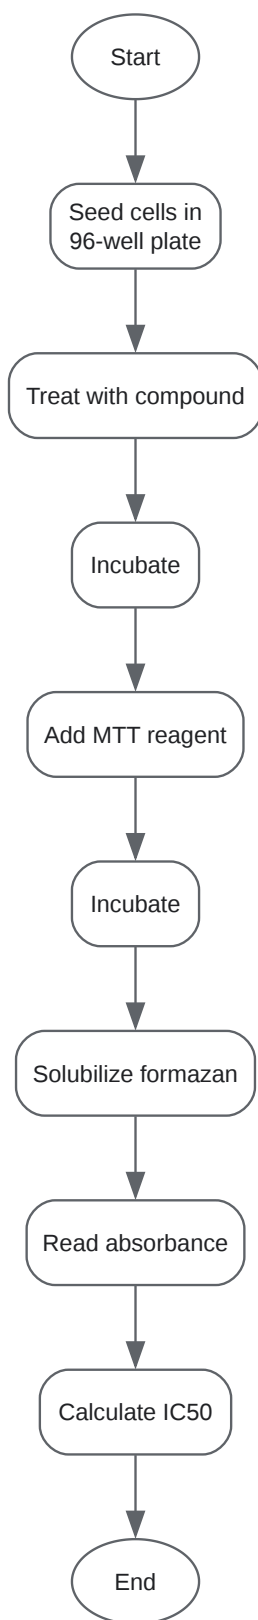 Start
Seed cells in
96-well plate
Treat with compound
Incubate
Add MTT reagent
Incubate
Solubilize formazan
Read absorbance
Calculate IC50
End